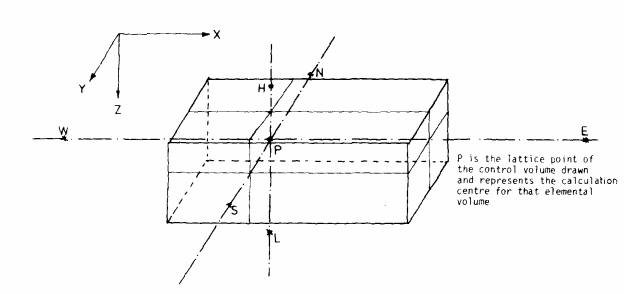 X
Y
Z
H
N
W
E
P
S
L
P is the lattice point of
the control volume drawn
and represents the calculation
centre for that elemental
volume